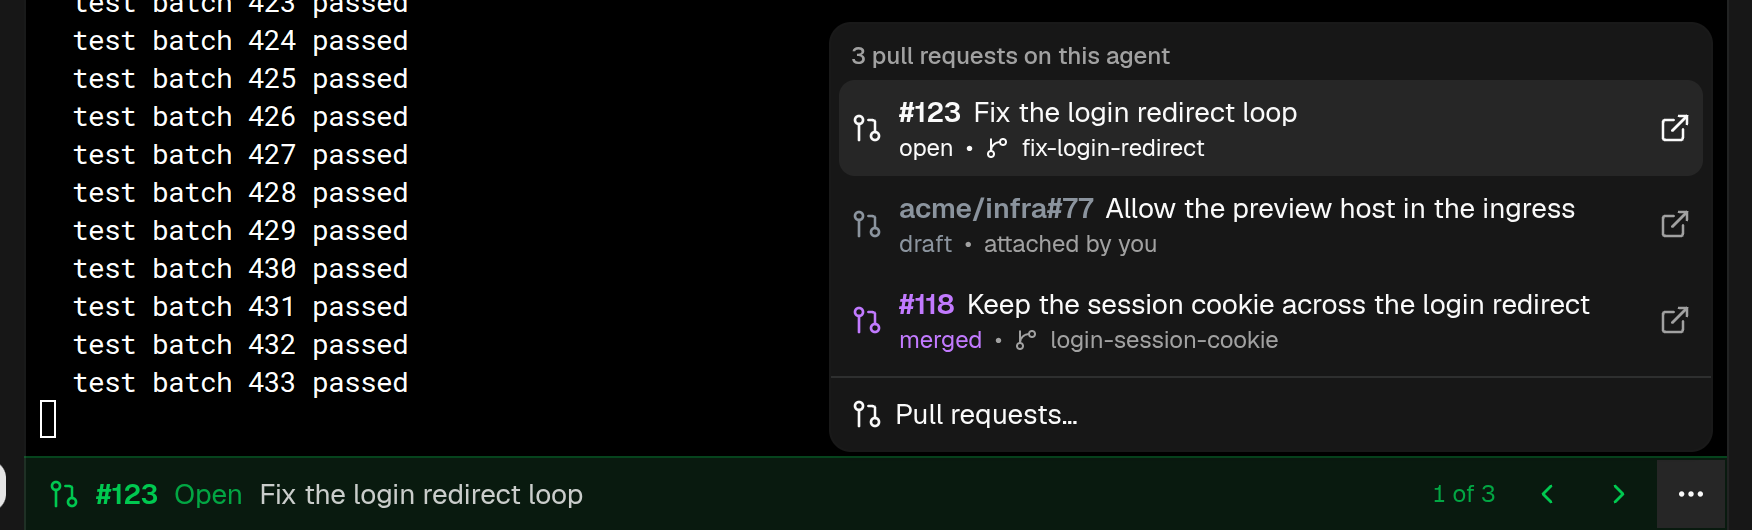 test batch 423 passed
test batch 424 passed
test batch 425 passed
test batch 426 passed
test batch 427 passed
test batch 428 passed
test batch 429 passed
test batch 430 passed
test batch 431 passed
test batch 432 passed
test batch 433 passed
3 pull requests on this agent
#123 Fix the login redirect loop
open • fix-login-redirect
acme/infra#77 Allow the preview host in the ingress
draft • attached by you
#118 Keep the session cookie across the login redirect
merged • login-session-cookie
Pull requests...
#123 Open Fix the login redirect loop
1 of 3